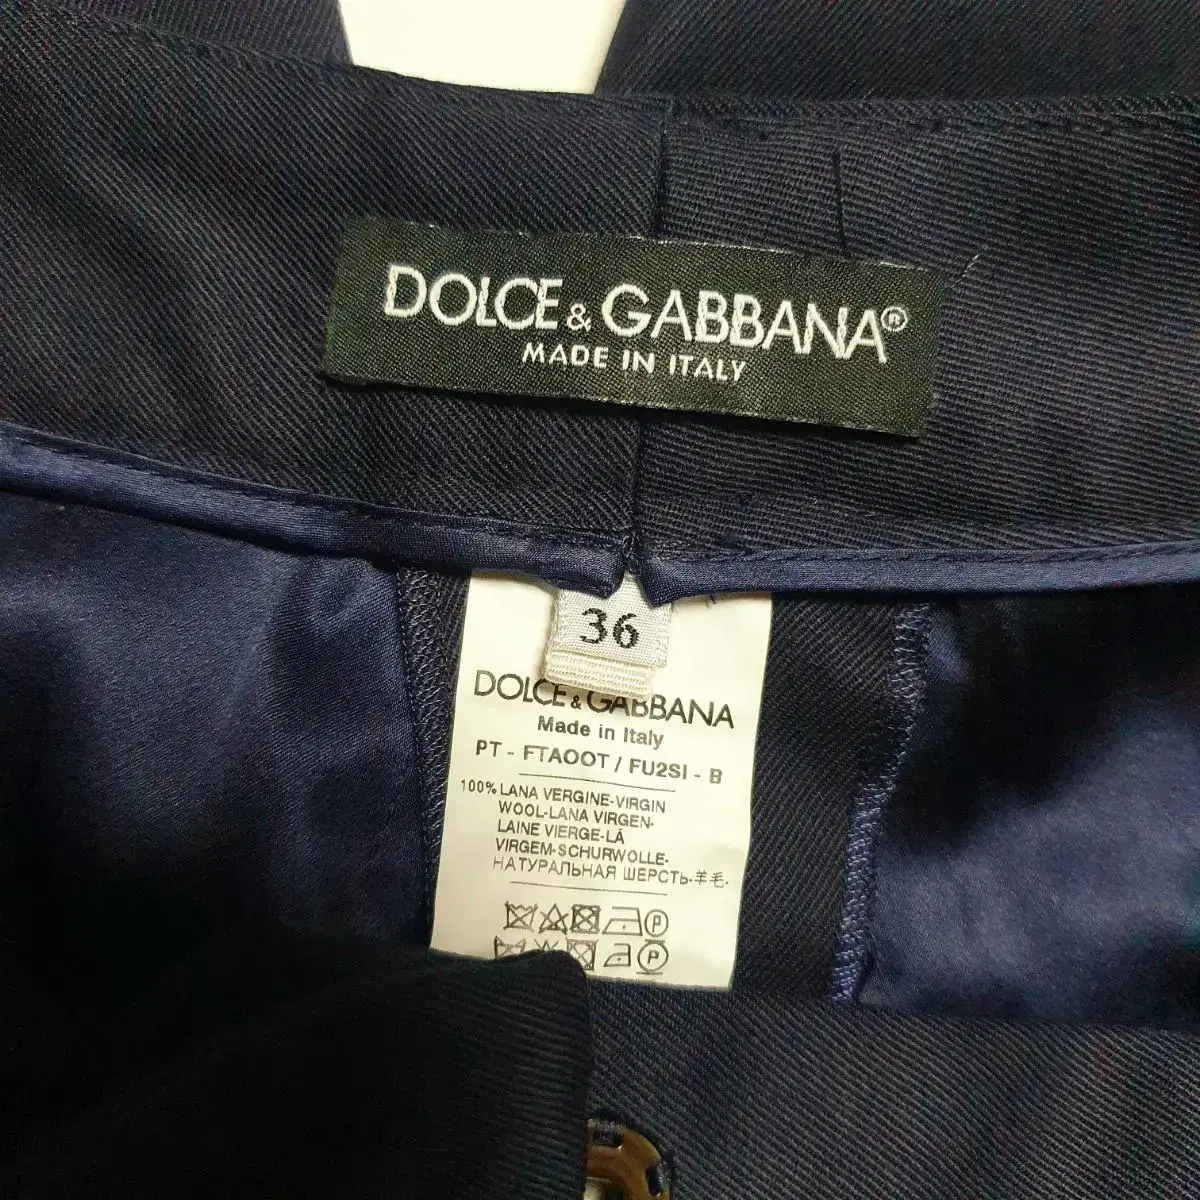 DOLCE & GABBANA®
MADE IN ITALY
36
DOLCE & GABBANA
Made in Italy
PT - FTAOOT / FU2SI - B
100% LANA VERGINE-VIRGIN
WOOL-LANA VIRGEN-
LAINE VIERGE-LÃ
VIRGEM-SCHURWOLLE-
НАТУРАЛЬНАЯ ШЕРСТЬ-羊毛-
P
P